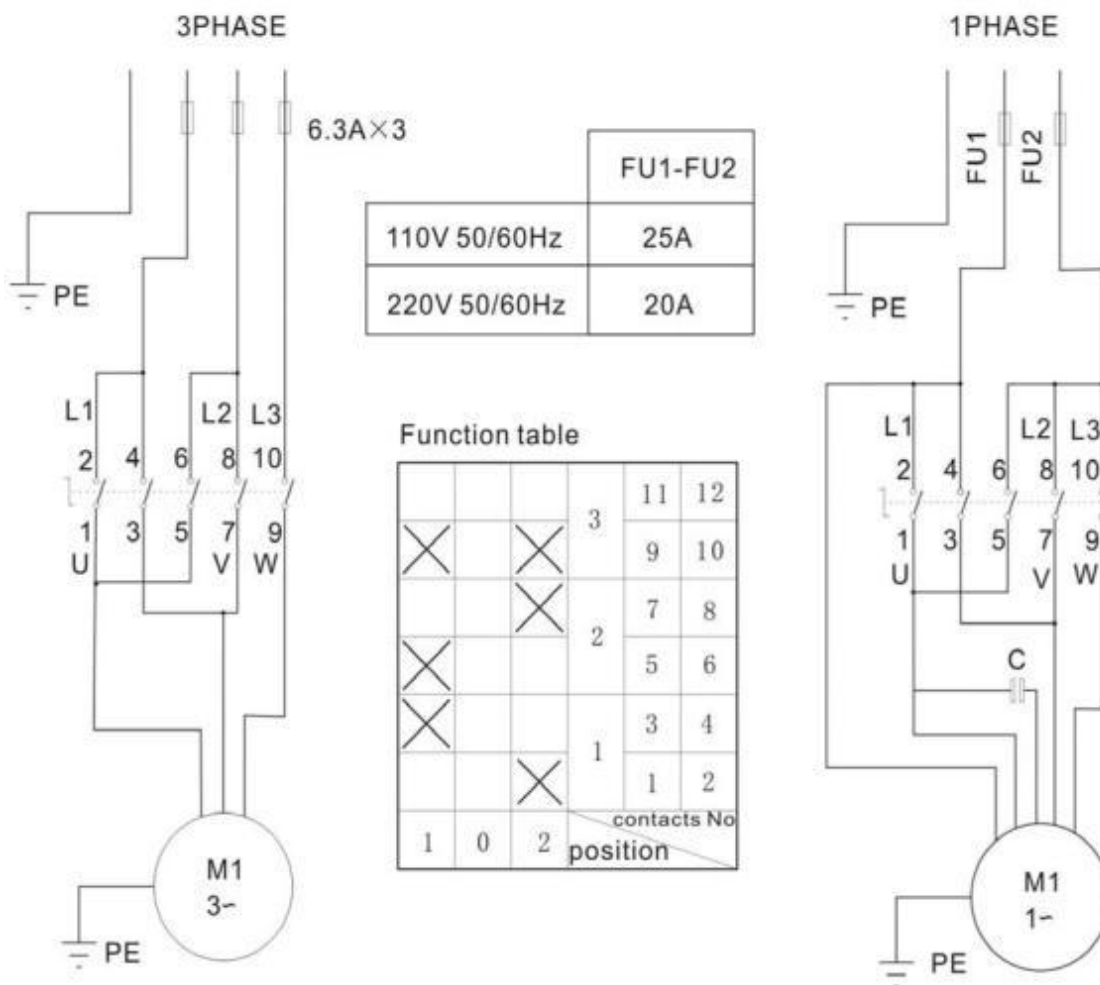 3PHASE
6.3A×3
PE
L1 L2 L3
2 4 6 8 10
1 3 5 7 9
U V W
M1
3~
PE
FU1-FU2
110V 50/60Hz 25A
220V 50/60Hz 20A
Function table
3 11 12
9 10
2 7 8
5 6
1 3 4
1 2
contacts No
1 0 2 position
1PHASE
FU1 FU2
PE
L1 L2 L3
2 4 6 8 10
1 3 5 7 9
U V W
C
M1
1~
PE